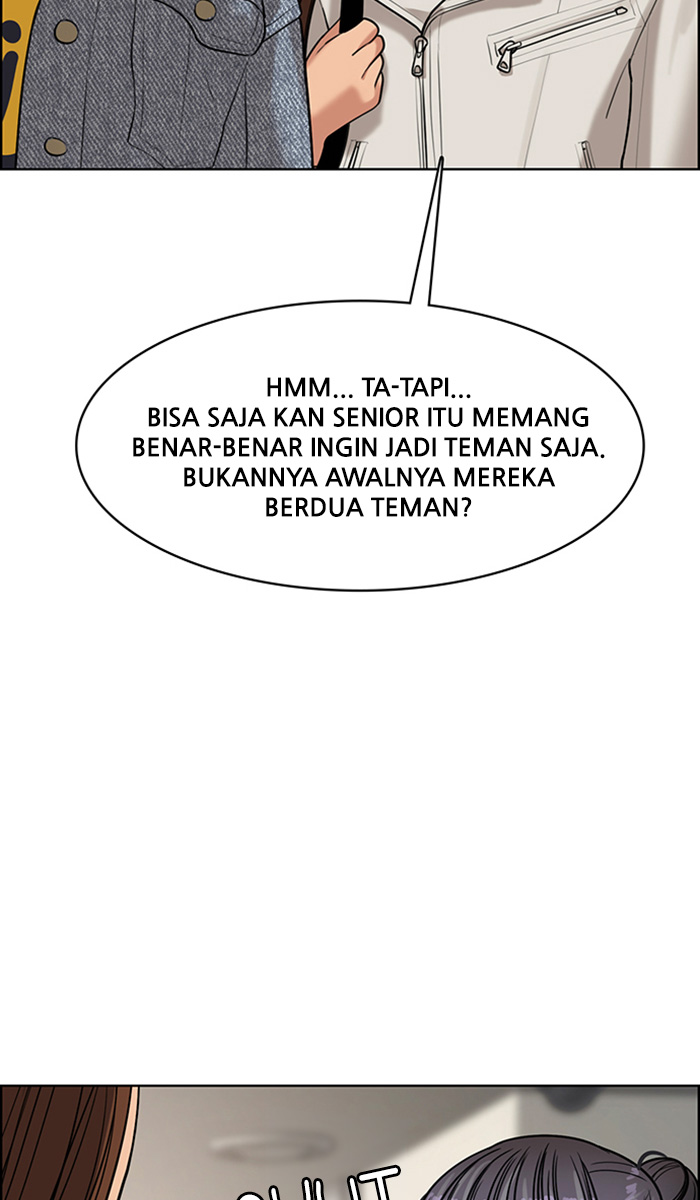 HMM... TA-TAPI...
BISA SAJA KAN SENIOR ITU MEMANG
BENAR-BENAR INGIN JADI TEMAN SAJA.
BUKANNYA AWALNYA MEREKA
BERDUA TEMAN?